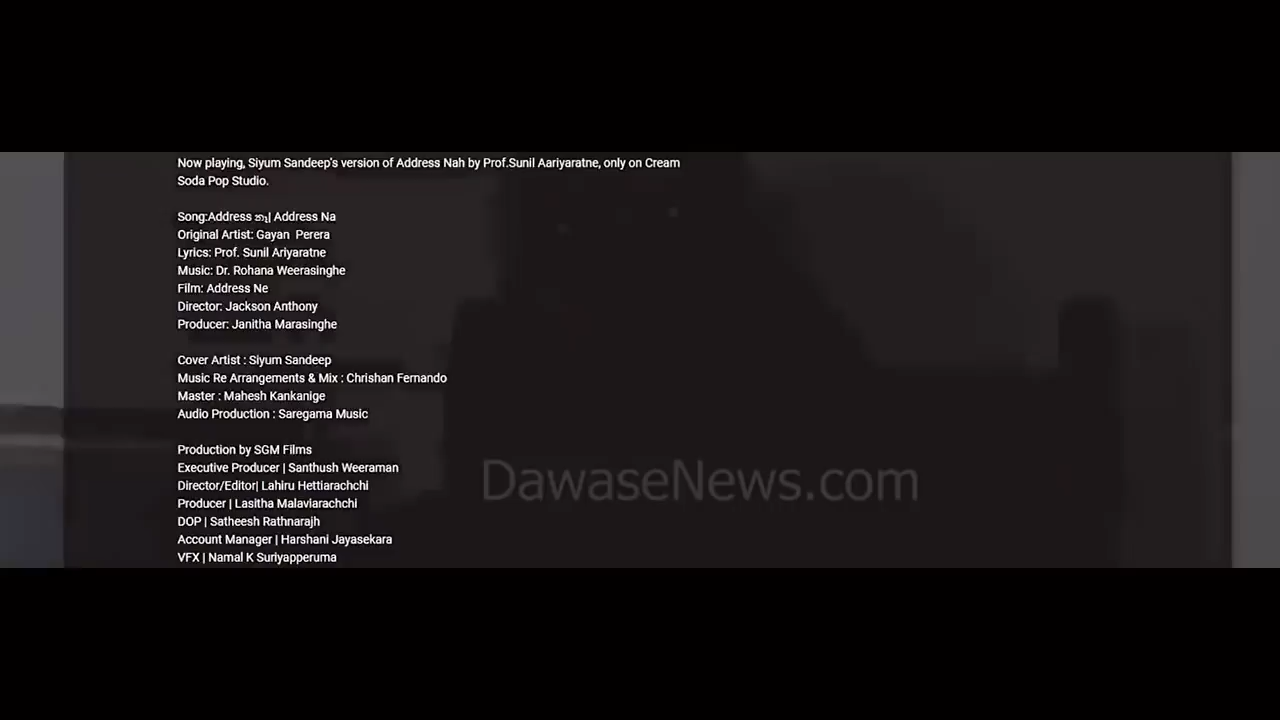 Now playing, Siyum Sandeep's version of Address Nah by Prof.Sunil Aariyaratne, only on Cream
Soda Pop Studio.
Song:Address නෑ| Address Na
Original Artist: Gayan  Perera
Lyrics: Prof. Sunil Ariyaratne
Music: Dr. Rohana Weerasinghe
Film: Address Ne
Director: Jackson Anthony
Producer: Janitha Marasinghe
Cover Artist : Siyum Sandeep
Music Re Arrangements & Mix : Chrishan Fernando
Master : Mahesh Kankanige
Audio Production : Saregama Music
Production by SGM Films
Executive Producer | Santhush Weeraman
Director/Editor| Lahiru Hettiarachchi
Producer | Lasitha Malaviarachchi
DOP | Satheesh Rathnarajh
Account Manager | Harshani Jayasekara
VFX | Namal K Suriyapperuma
DawaseNews.com